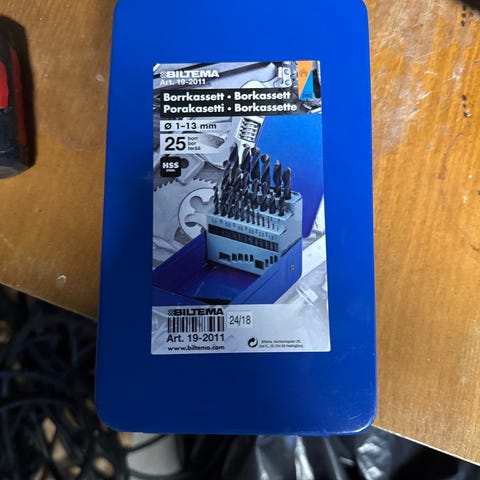 BILTEMA
Art. 19-2011
Borrkassett • Borkassett
Porakasetti • Borkassette
Ø 1-13 mm
25 borr
bor
terää
HSS
BILTEMA
24/18
Art. 19-2011
www.biltema.com